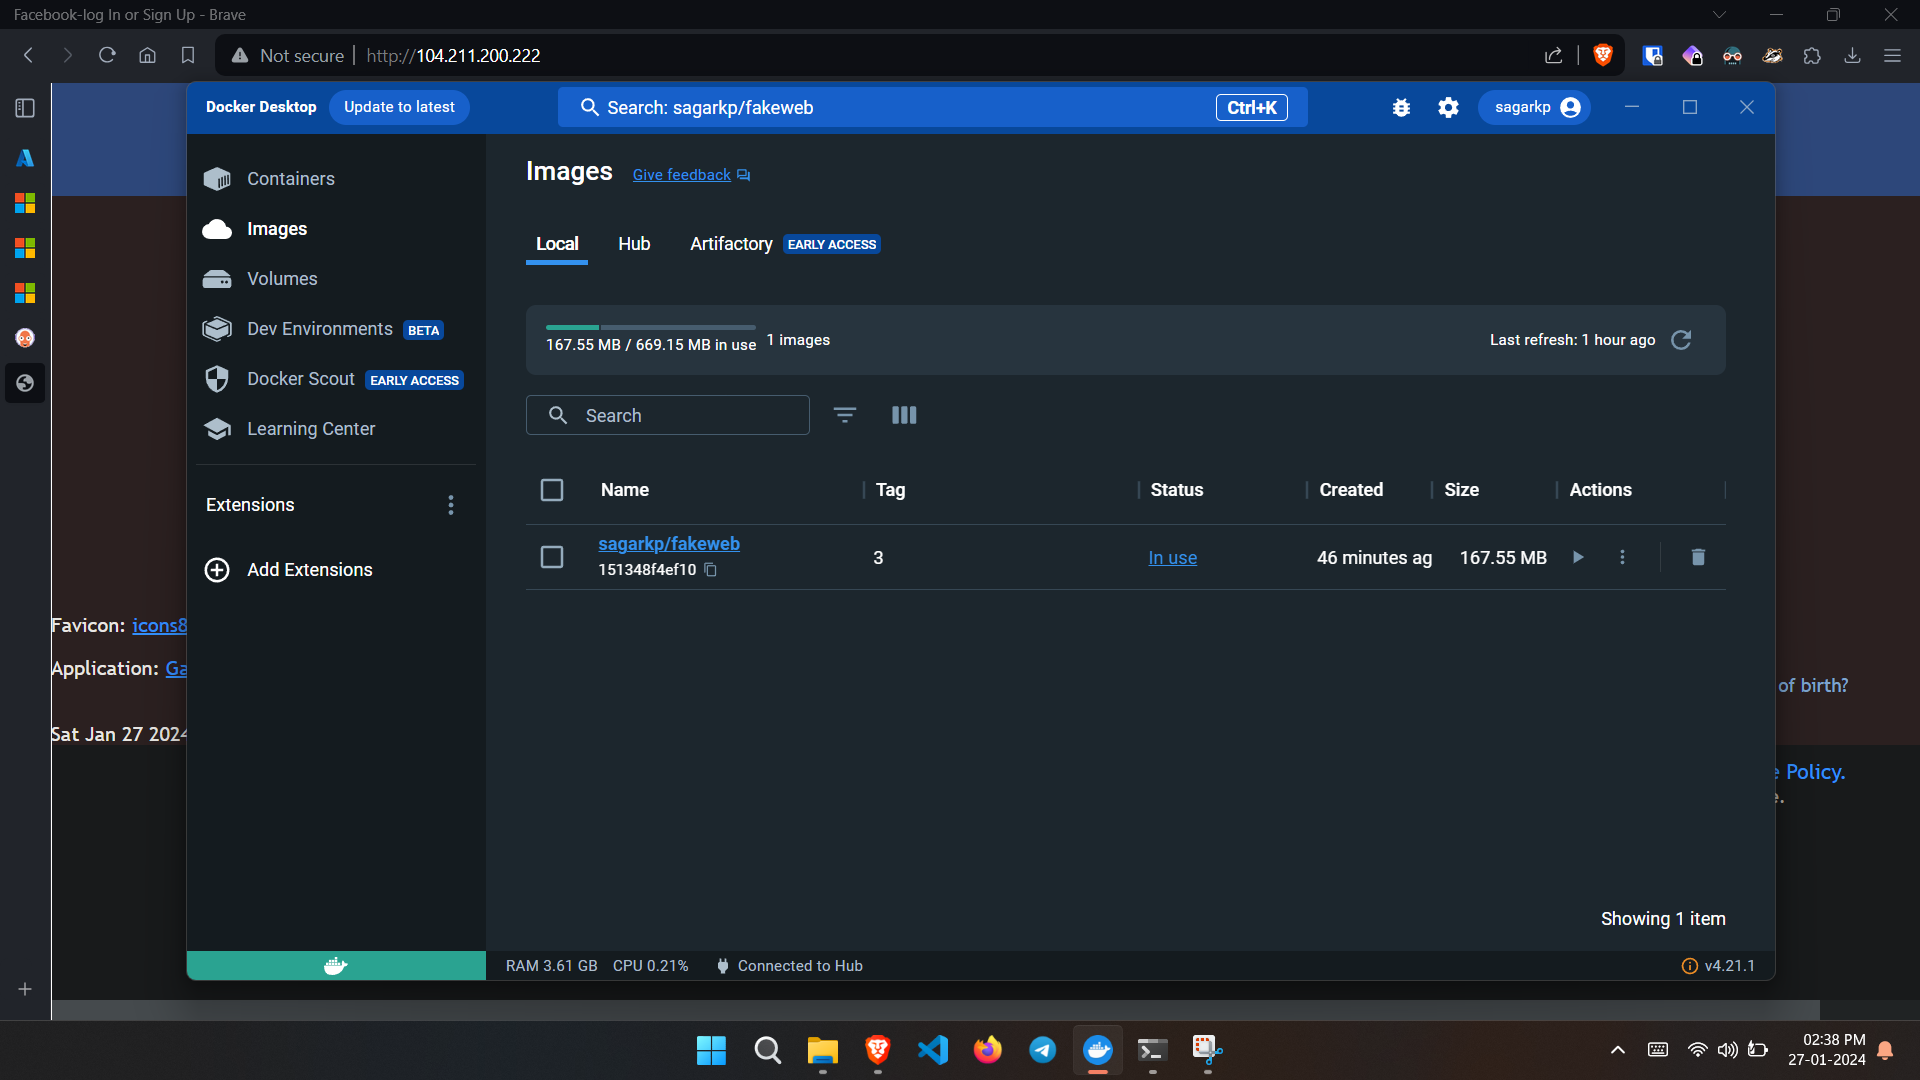 Facebook-log In or Sign Up - Brave
Not secure http://104.211.200.222
Docker Desktop Update to latest Search: sagarkp/fakeweb Ctrl+K sagarkp
Containers
Images
Volumes
Dev Environments BETA
Docker Scout EARLY ACCESS
Learning Center
Extensions
Add Extensions
Images Give feedback
Local Hub Artifactory EARLY ACCESS
167.55 MB / 669.15 MB in use 1 images Last refresh: 1 hour ago
Search
Name Tag Status Created Size Actions
sagarkp/fakeweb 3 In use 46 minutes ag 167.55 MB
151348f4ef10
Showing 1 item
RAM 3.61 GB CPU 0.21% Connected to Hub v4.21.1
Favicon: icons8
Application: Ga
of birth?
Sat Jan 27 2024
Policy.
02:38 PM
27-01-2024